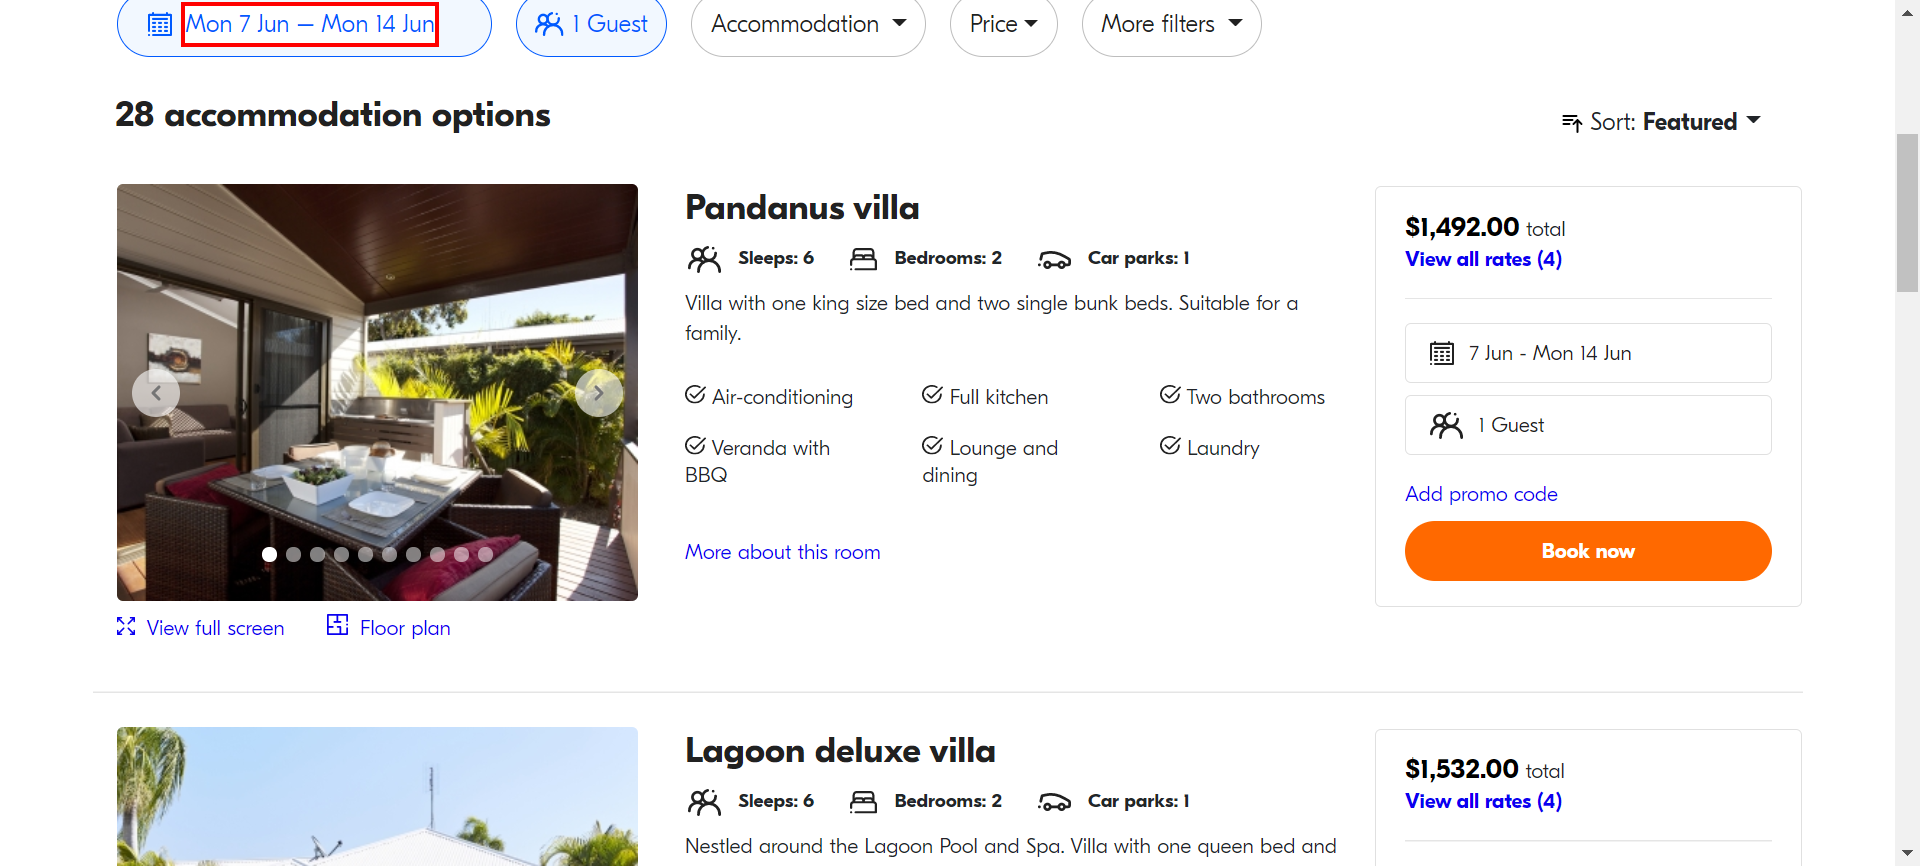 Mon 7 Jun – Mon 14 Jun
1 Guest
Accommodation
Price
More filters
28 accommodation options
Sort: Featured
Pandanus villa
Sleeps: 6
Bedrooms: 2
Car parks: 1
Villa with one king size bed and two single bunk beds. Suitable for a
family.
Air-conditioning
Full kitchen
Two bathrooms
Veranda with
BBQ
Lounge and
dining
Laundry
More about this room
$1,492.00 total
View all rates (4)
7 Jun - Mon 14 Jun
1 Guest
Add promo code
Book now
View full screen
Floor plan
Lagoon deluxe villa
Sleeps: 6
Bedrooms: 2
Car parks: 1
Nestled around the Lagoon Pool and Spa. Villa with one queen bed and
$1,532.00 total
View all rates (4)